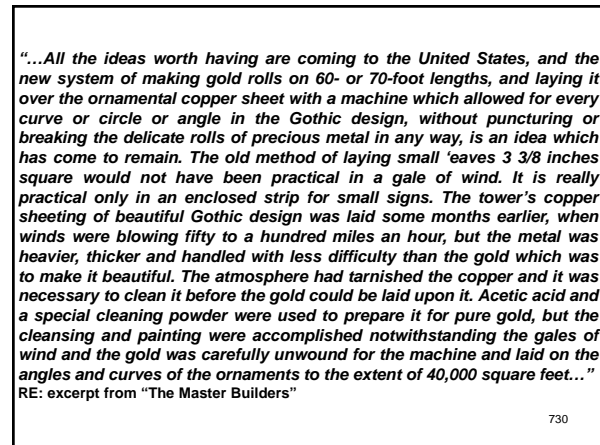 “…All the ideas worth having are coming to the United States, and the
new system of making gold rolls on 60- or 70-foot lengths, and laying it
over the ornamental copper sheet with a machine which allowed for every
curve or circle or angle in the Gothic design, without puncturing or
breaking the delicate rolls of precious metal in any way, is an idea which
has come to remain. The old method of laying small ‘eaves 3 3/8 inches
square would not have been practical in a gale of wind. It is really
practical only in an enclosed strip for small signs. The tower’s copper
sheeting of beautiful Gothic design was laid some months earlier, when
winds were blowing fifty to a hundred miles an hour, but the metal was
heavier, thicker and handled with less difficulty than the gold which was
to make it beautiful. The atmosphere had tarnished the copper and it was
necessary to clean it before the gold could be laid upon it. Acetic acid and
a special cleaning powder were used to prepare it for pure gold, but the
cleansing and painting were accomplished notwithstanding the gales of
wind and the gold was carefully unwound for the machine and laid on the
angles and curves of the ornaments to the extent of 40,000 square feet…”
RE: excerpt from “The Master Builders”
730